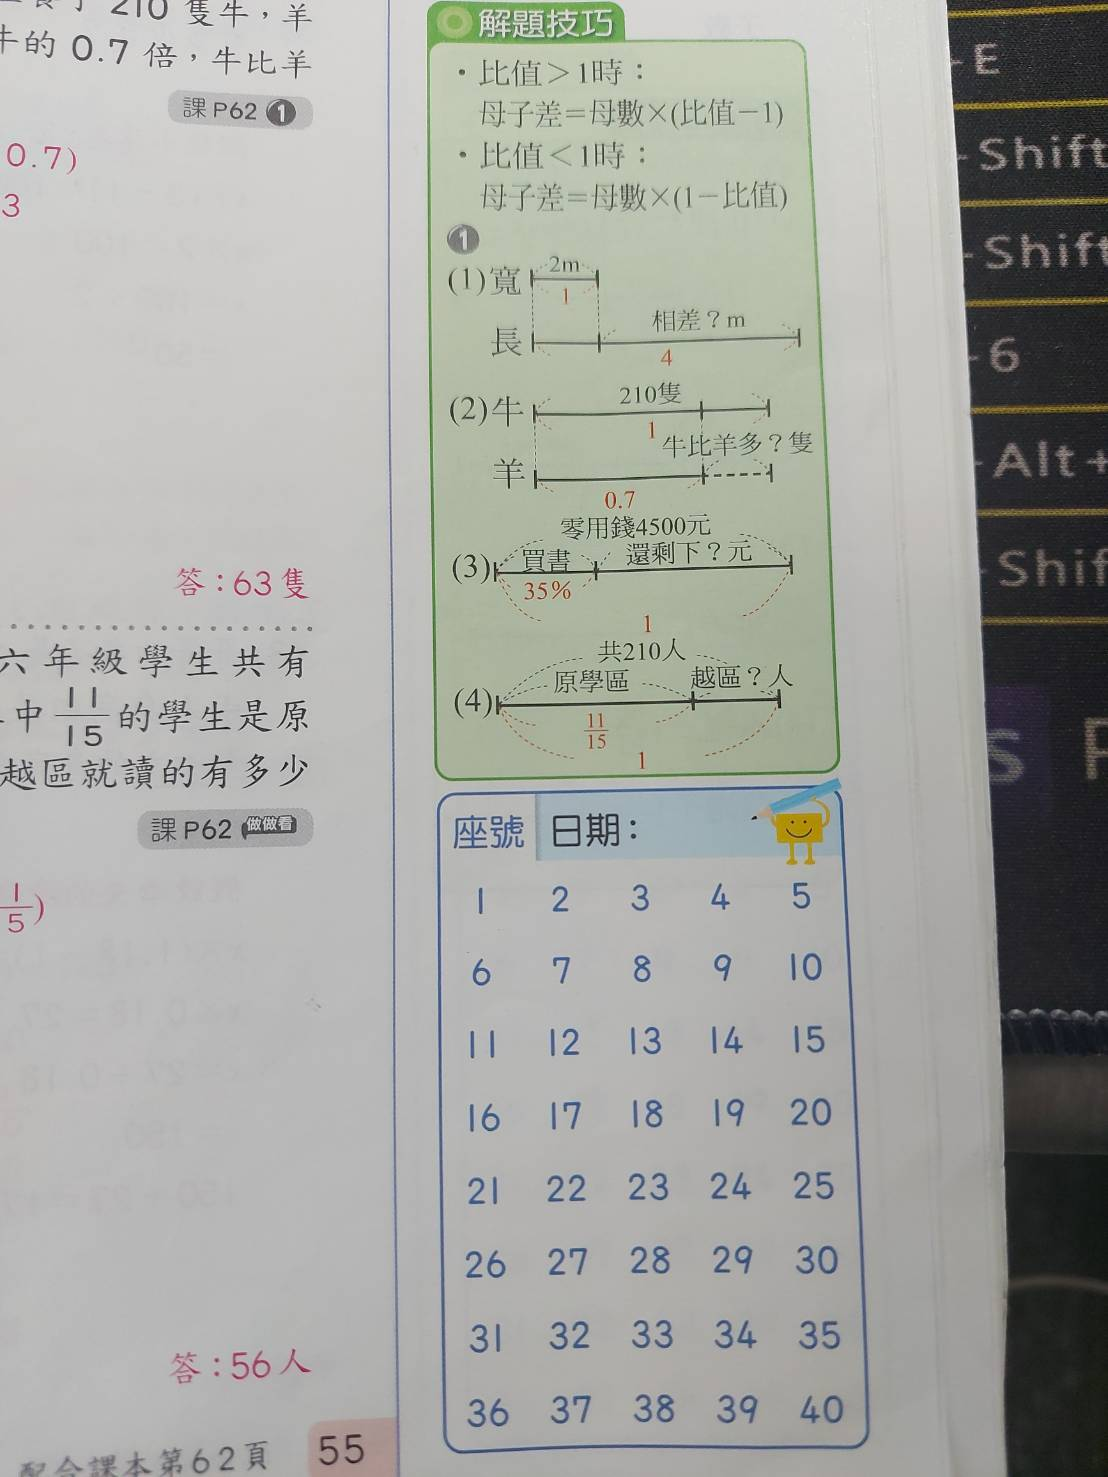 210 隻牛，羊
牛的 0.7 倍，牛比羊
課 P62 ❶
0.7)
3
答：63 隻
六年級學生共有
中 11/15 的學生是原
越區就讀的有多少
課 P62 做做看
1/5)
答：56 人
配合課本第62頁 55
解題技巧
・比值＞1時：
母子差＝母數×(比值－1)
・比值＜1時：
母子差＝母數×(1－比值)
❶
(1)寬 2m
1
相差？m
長
4
210隻
(2)牛
1
牛比羊多？隻
羊
0.7
零用錢4500元
(3) 買書 還剩下？元
35%
1
共210人
原學區 越區？人
(4)
11/15
1
座號 日期：
1 2 3 4 5
6 7 8 9 10
11 12 13 14 15
16 17 18 19 20
21 22 23 24 25
26 27 28 29 30
31 32 33 34 35
36 37 38 39 40
E
Shift
Shift
6
Alt +
Shif
S